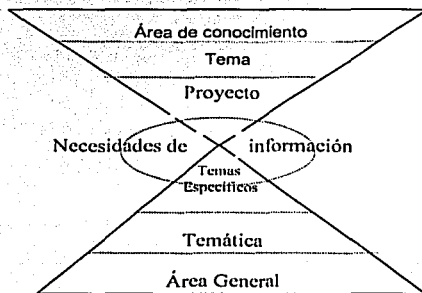 Área de conocimiento
Tema
Proyecto
Necesidades de información
Temas
Específicos
Temática
Área General